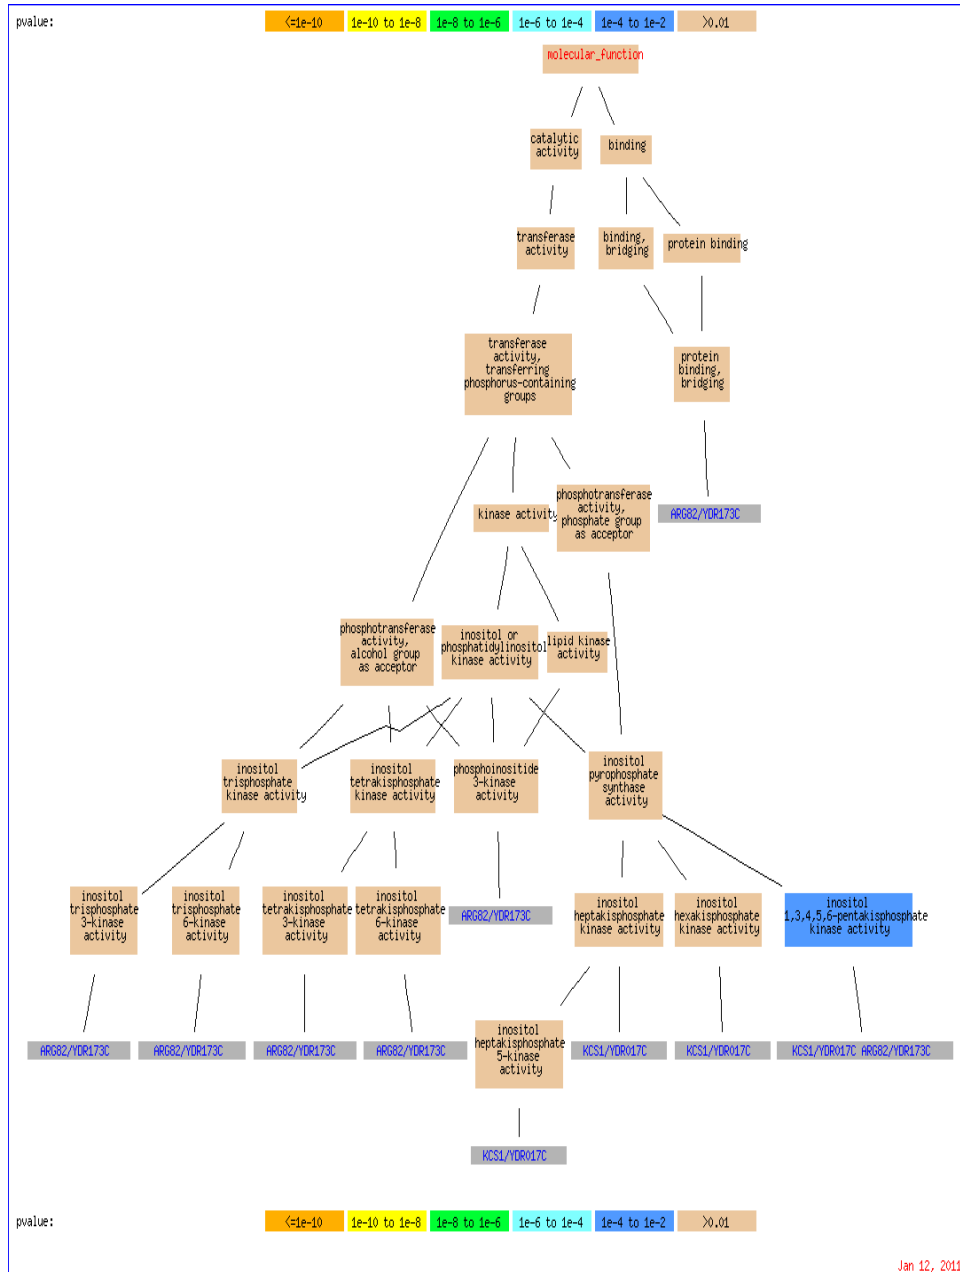 pvalue: <=1e-10 1e-10 to 1e-8 1e-8 to 1e-6 1e-6 to 1e-4 1e-4 to 1e-2 >0.01
molecular_function
catalytic
activity
binding
transferase
activity
binding,
bridging
protein binding
transferase
activity,
transferring
phosphorus-containing
groups
protein
binding,
bridging
kinase activity
phosphotransferase
activity,
phosphate group
as acceptor
ARG82/YDR173C
phosphotransferase
activity,
alcohol group
as acceptor
inositol or
phosphatidylinositol
kinase activity
lipid kinase
activity
inositol
trisphosphate
kinase activity
inositol
tetrakisphosphate
kinase activity
phosphoinositide
3-kinase
activity
inositol
pyrophosphate
synthase
activity
inositol
trisphosphate
3-kinase
activity
inositol
trisphosphate
6-kinase
activity
inositol
tetrakisphosphate
3-kinase
activity
inositol
tetrakisphosphate
6-kinase
activity
ARG82/YDR173C
inositol
heptakisphosphate
kinase activity
inositol
hexakisphosphate
kinase activity
inositol
1,3,4,5,6-pentakisphosphate
kinase activity
ARG82/YDR173C
ARG82/YDR173C
ARG82/YDR173C
ARG82/YDR173C
inositol
heptakisphosphate
5-kinase
activity
KCS1/YDR017C
KCS1/YDR017C
KCS1/YDR017C ARG82/YDR173C
KCS1/YDR017C
pvalue: <=1e-10 1e-10 to 1e-8 1e-8 to 1e-6 1e-6 to 1e-4 1e-4 to 1e-2 >0.01
Jan 12, 2011